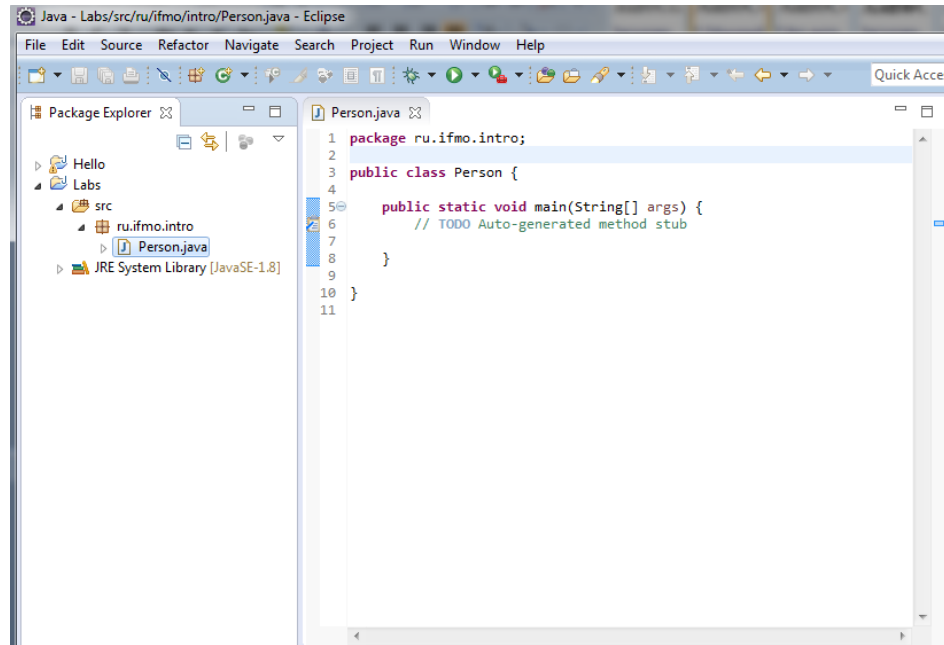 Java - Labs/src/ru/ifmo/intro/Person.java - Eclipse
File Edit Source Refactor Navigate Search Project Run Window Help
Quick Acce
Package Explorer
Hello
Labs
src
ru.ifmo.intro
Person.java
JRE System Library [JavaSE-1.8]
Person.java
1 package ru.ifmo.intro;
2
3 public class Person {
4
5 public static void main(String[] args) {
6 // TODO Auto-generated method stub
7
8 }
9
10 }
11